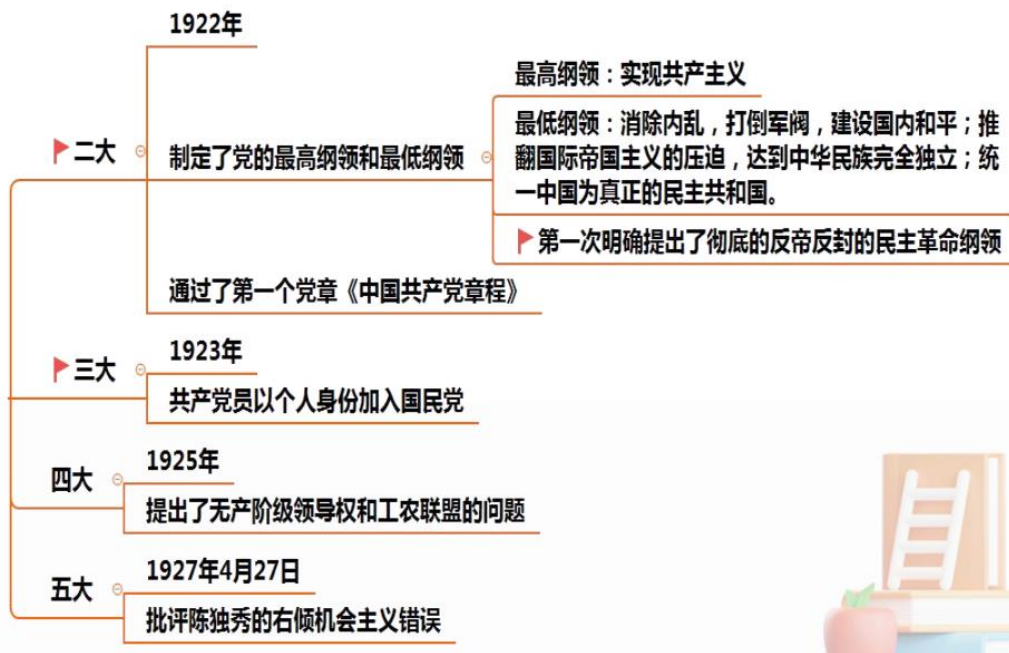 二大
1922年
制定了党的最高纲领和最低纲领
最高纲领：实现共产主义
最低纲领：消除内乱，打倒军阀，建设国内和平；推
翻国际帝国主义的压迫，达到中华民族完全独立；统
一中国为真正的民主共和国。
第一次明确提出了彻底的反帝反封的民主革命纲领
通过了第一个党章《中国共产党章程》
三大
1923年
共产党员以个人身份加入国民党
四大
1925年
提出了无产阶级领导权和工农联盟的问题
五大
1927年4月27日
批评陈独秀的右倾机会主义错误